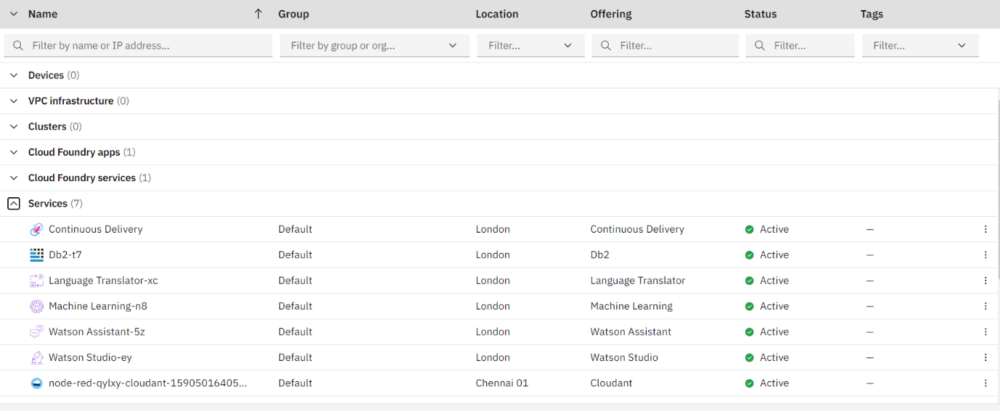 Name Group Location Offering Status Tags
Filter by name or IP address... Filter by group or org... Filter... Filter... Filter... Filter...
Devices (0)
VPC infrastructure (0)
Clusters (0)
Cloud Foundry apps (1)
Cloud Foundry services (1)
Services (7)
Continuous Delivery Default London Continuous Delivery Active —
Db2-t7 Default London Db2 Active —
Language Translator-xc Default London Language Translator Active —
Machine Learning-n8 Default London Machine Learning Active —
Watson Assistant-5z Default London Watson Assistant Active —
Watson Studio-ey Default London Watson Studio Active —
node-red-qylxy-cloudant-15905016405... Default Chennai 01 Cloudant Active —